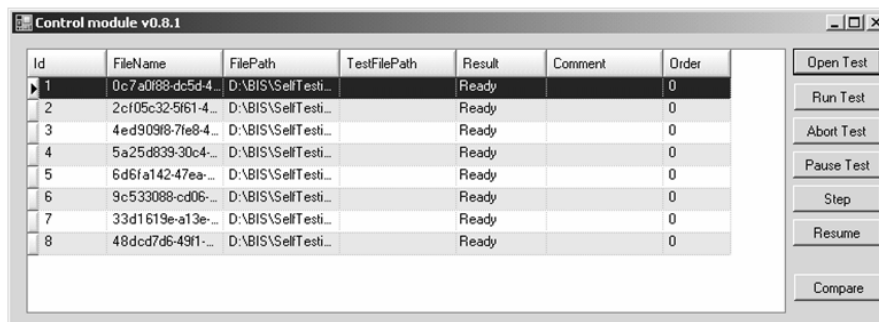 Control module v0.8.1
Id FileName FilePath TestFilePath Result Comment Order
1 0c7a0f88-dc5d-4... D:\BIS\SelfTesti... Ready 0
2 2cf05c32-5f61-4... D:\BIS\SelfTesti... Ready 0
3 4ed909f8-7fe8-4... D:\BIS\SelfTesti... Ready 0
4 5a25d839-30c4-... D:\BIS\SelfTesti... Ready 0
5 6d6fa142-47ea-... D:\BIS\SelfTesti... Ready 0
6 9c533088-cd06-... D:\BIS\SelfTesti... Ready 0
7 33d1619e-a13e-... D:\BIS\SelfTesti... Ready 0
8 48dcd7d6-49f1-... D:\BIS\SelfTesti... Ready 0
Open Test
Run Test
Abort Test
Pause Test
Step
Resume
Compare